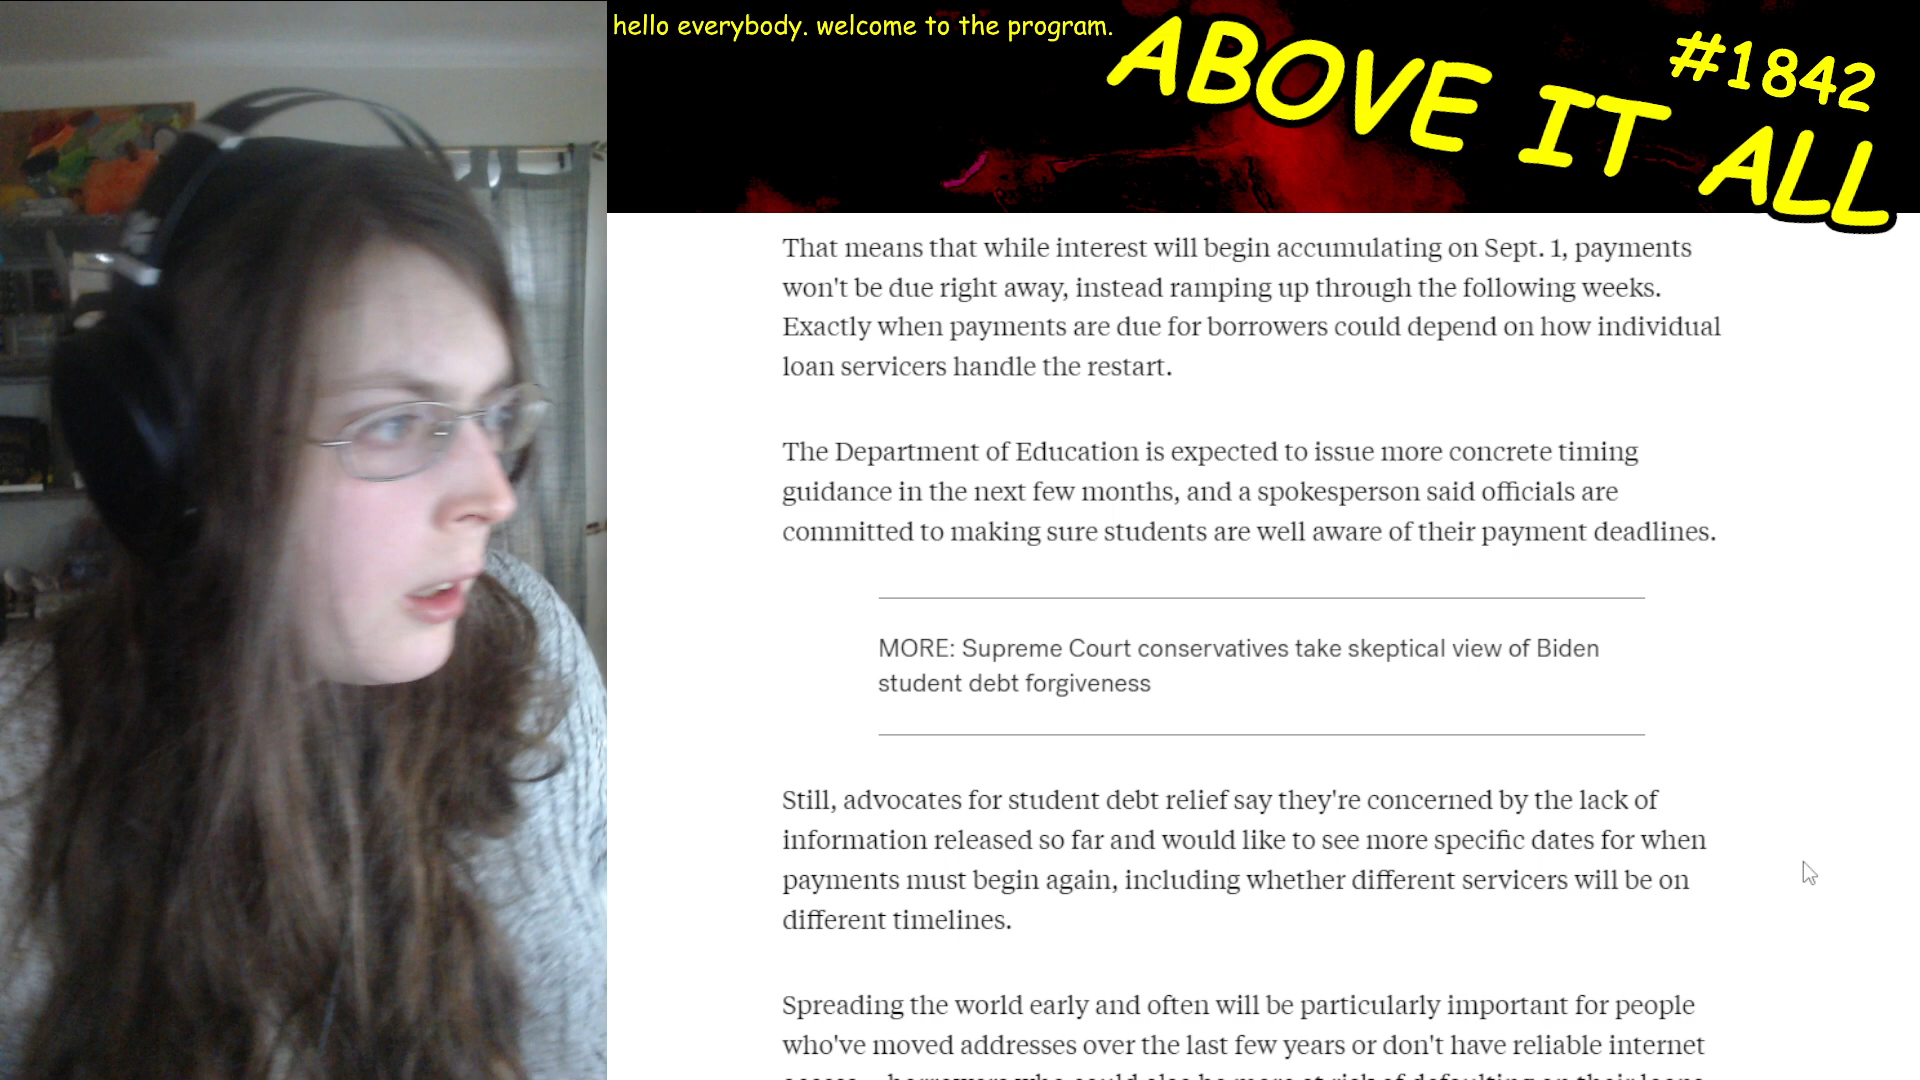 hello everybody. welcome to the program.
ABOVE IT ALL
#1842
That means that while interest will begin accumulating on Sept. 1, payments
won't be due right away, instead ramping up through the following weeks.
Exactly when payments are due for borrowers could depend on how individual
loan servicers handle the restart.
The Department of Education is expected to issue more concrete timing
guidance in the next few months, and a spokesperson said officials are
committed to making sure students are well aware of their payment deadlines.
MORE: Supreme Court conservatives take skeptical view of Biden
student debt forgiveness
Still, advocates for student debt relief say they're concerned by the lack of
information released so far and would like to see more specific dates for when
payments must begin again, including whether different servicers will be on
different timelines.
Spreading the world early and often will be particularly important for people
who've moved addresses over the last few years or don't have reliable internet